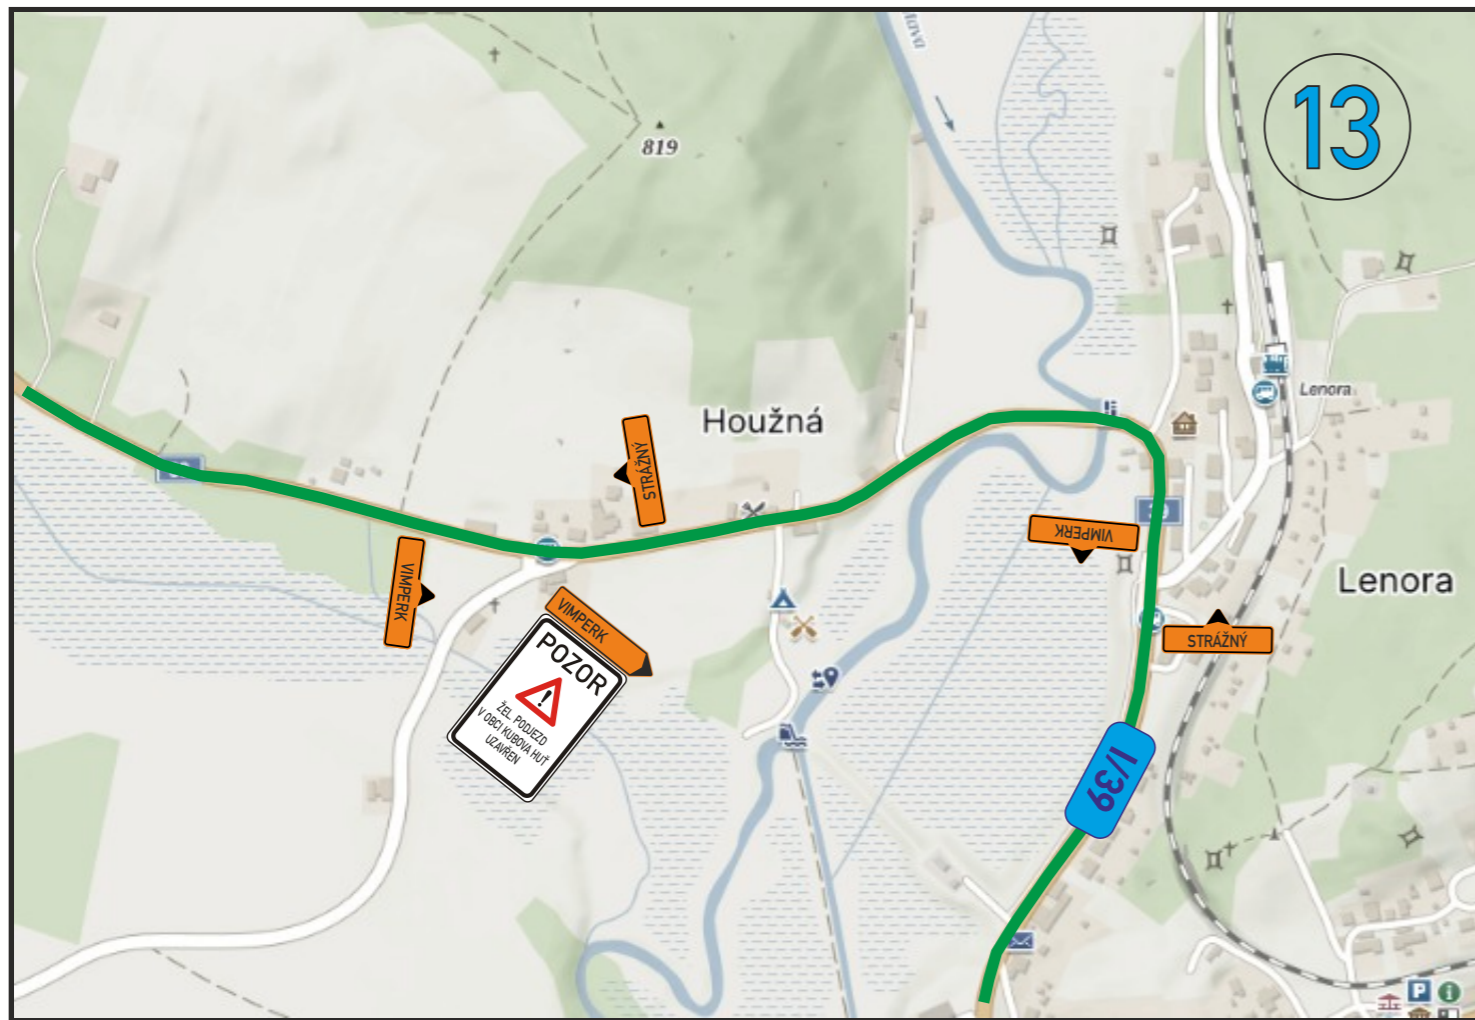 13
819
Houžná
Lenora
STRÁŽNÝ
VIMPERK
VIMPERK
Lenora
STRÁŽNÝ
VIMPERK
POZOR
!
ŽEL. PODJEZD
V OBCI KUBOVA HUŤ
UZAVŘEN
I/39
P
i